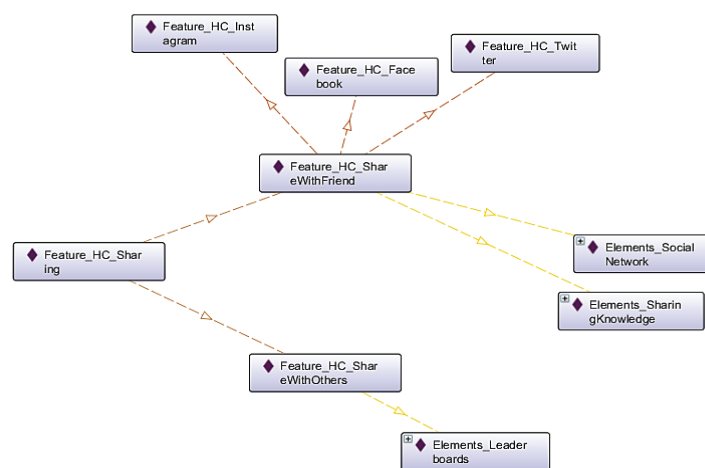 Feature_HC_Inst
agram
Feature_HC_Twit
ter
Feature_HC_Face
book
Feature_HC_Shar
eWithFriend
Elements_Social
Network
Feature_HC_Shar
ing
Elements_Sharin
gKnowledge
Feature_HC_Shar
eWithOthers
Elements_Leader
boards